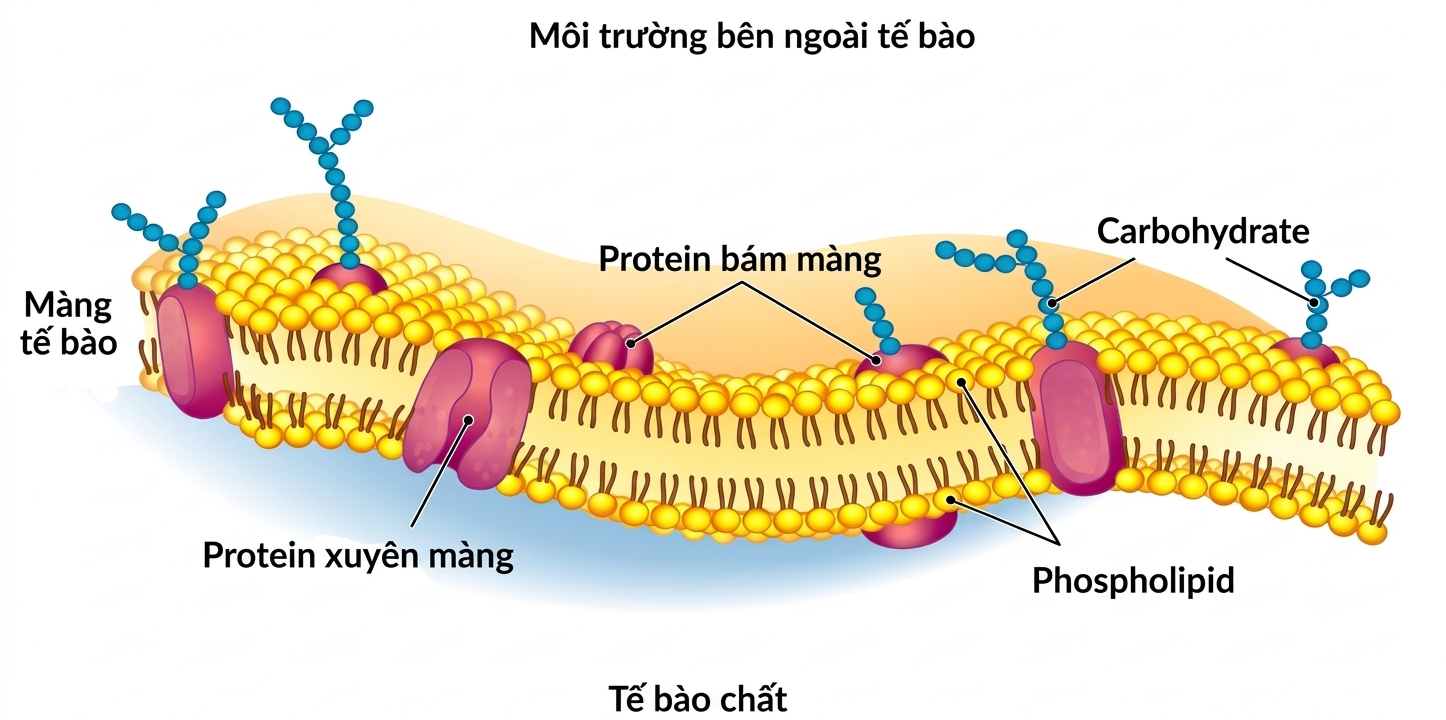 Môi trường bên ngoài tế bào
Carbohydrate
Protein bám màng
Màng
tế bào
Protein xuyên màng
Phospholipid
Tế bào chất